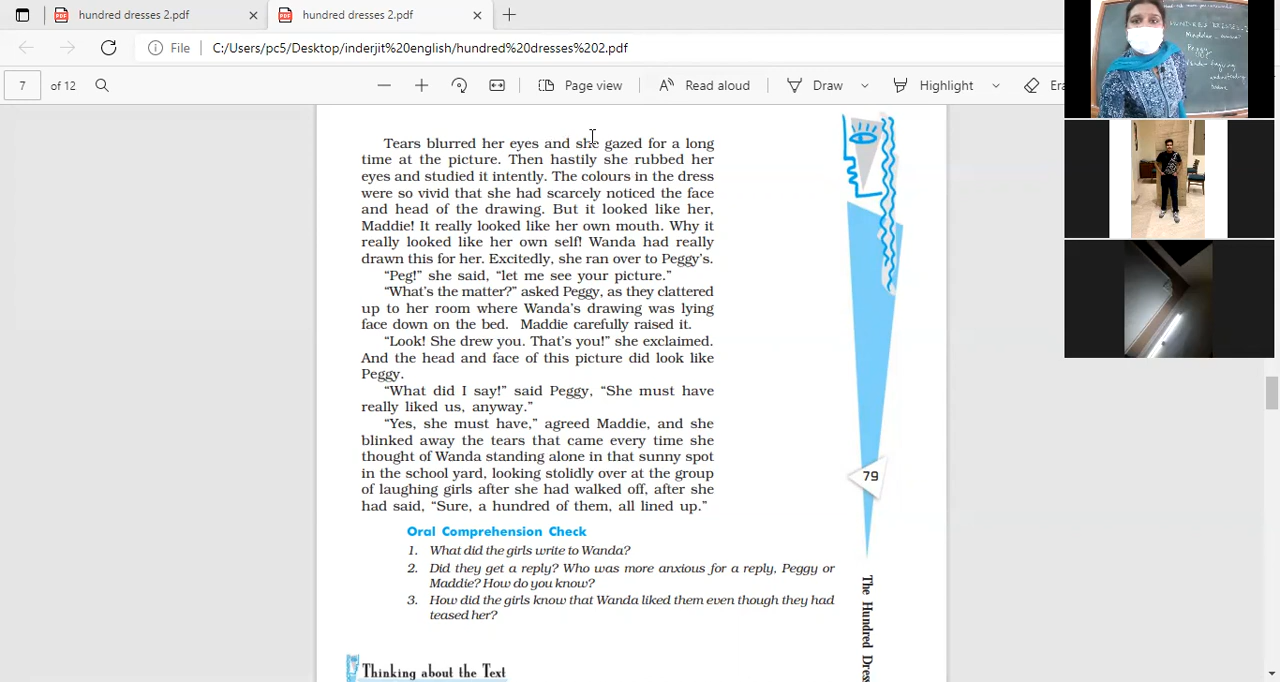 hundred dresses 2.pdf
hundred dresses 2.pdf
File C:/Users/pc5/Desktop/inderjit%20english/hundred%20dresses%202.pdf
7 of 12 Page view Read aloud Draw Highlight
Tears blurred her eyes and she gazed for a long
time at the picture. Then hastily she rubbed her
eyes and studied it intently. The colours in the dress
were so vivid that she had scarcely noticed the face
and head of the drawing. But it looked like her,
Maddie! It really looked like her own mouth. Why it
really looked like her own self! Wanda had really
drawn this for her. Excitedly, she ran over to Peggy's.
“Peg!” she said, “let me see your picture.”
“What's the matter?” asked Peggy, as they clattered
up to her room where Wanda's drawing was lying
face down on the bed. Maddie carefully raised it.
“Look! She drew you. That's you!” she exclaimed.
And the head and face of this picture did look like
Peggy.
“What did I say!” said Peggy, “She must have
really liked us, anyway.”
“Yes, she must have,” agreed Maddie, and she
blinked away the tears that came every time she
thought of Wanda standing alone in that sunny spot
in the school yard, looking stolidly over at the group
of laughing girls after she had walked off, after she
had said, “Sure, a hundred of them, all lined up.”
Oral Comprehension Check
1. What did the girls write to Wanda?
2. Did they get a reply? Who was more anxious for a reply, Peggy or
Maddie? How do you know?
3. How did the girls know that Wanda liked them even though they had
teased her?
Thinking about the Text
79
The Hundred
Peggy